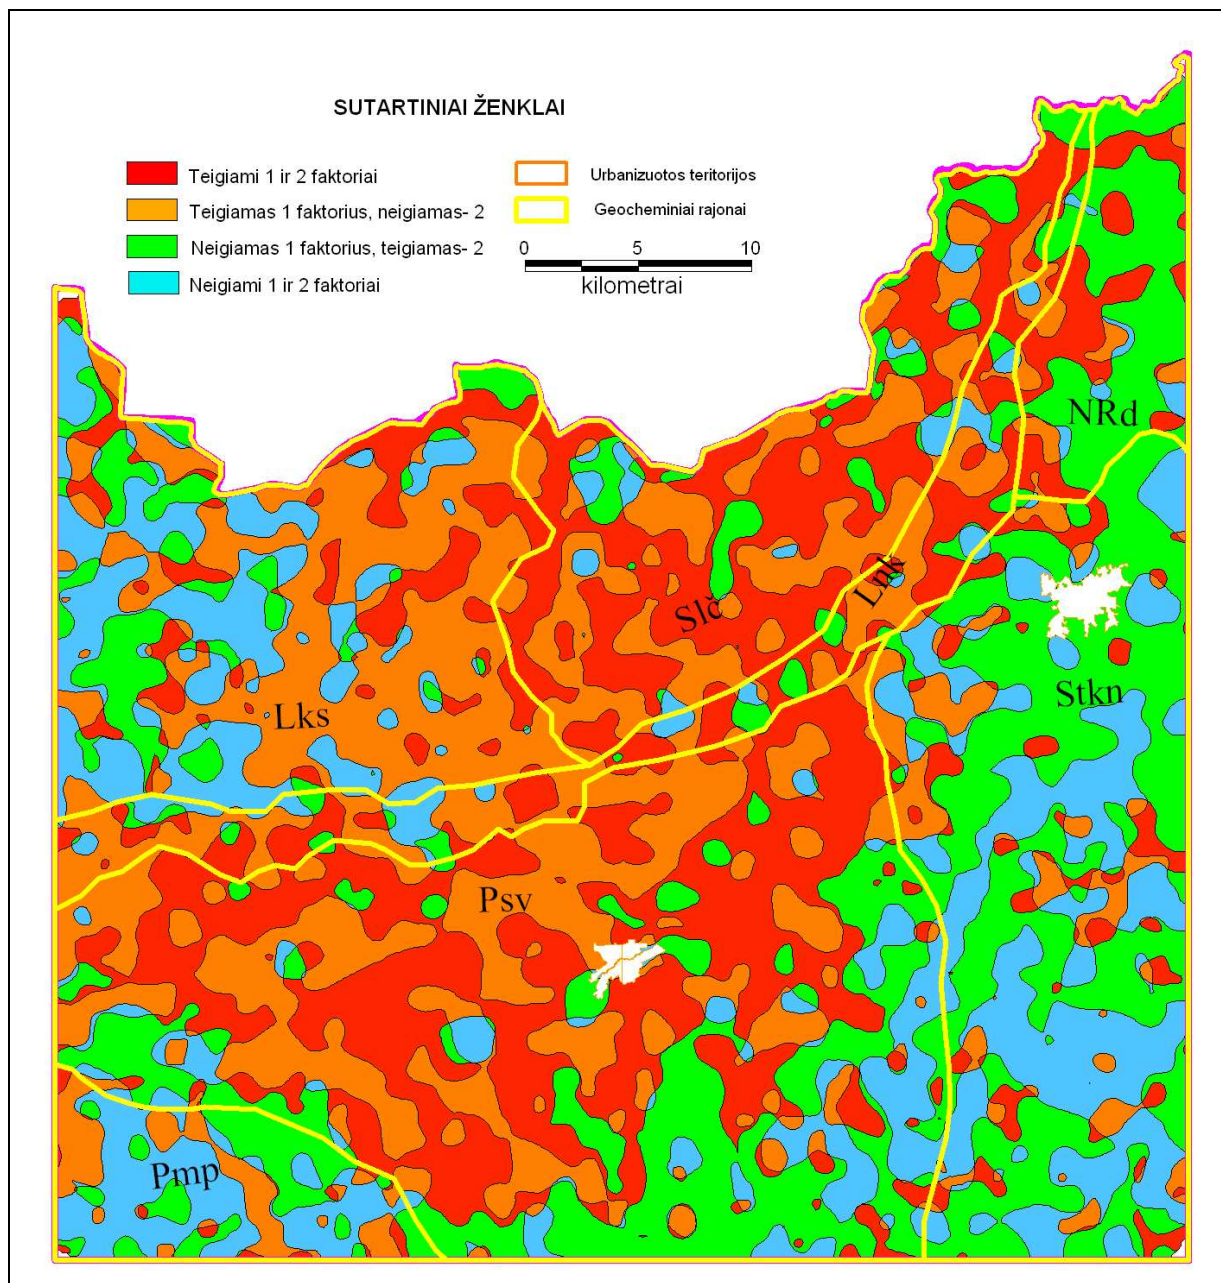 SUTARTINIAI ŽENKLAI
Teigiami 1 ir 2 faktoriai
Teigiamas 1 faktorius, neigiamas- 2
Neigiamas 1 faktorius, teigiamas- 2
Neigiami 1 ir 2 faktoriai
Urbanizuotos teritorijos
Geocheminiai rajonai
0 5 10
kilometrai
NRd
Lnk
Slč
Stkn
Lks
Psv
Pmp